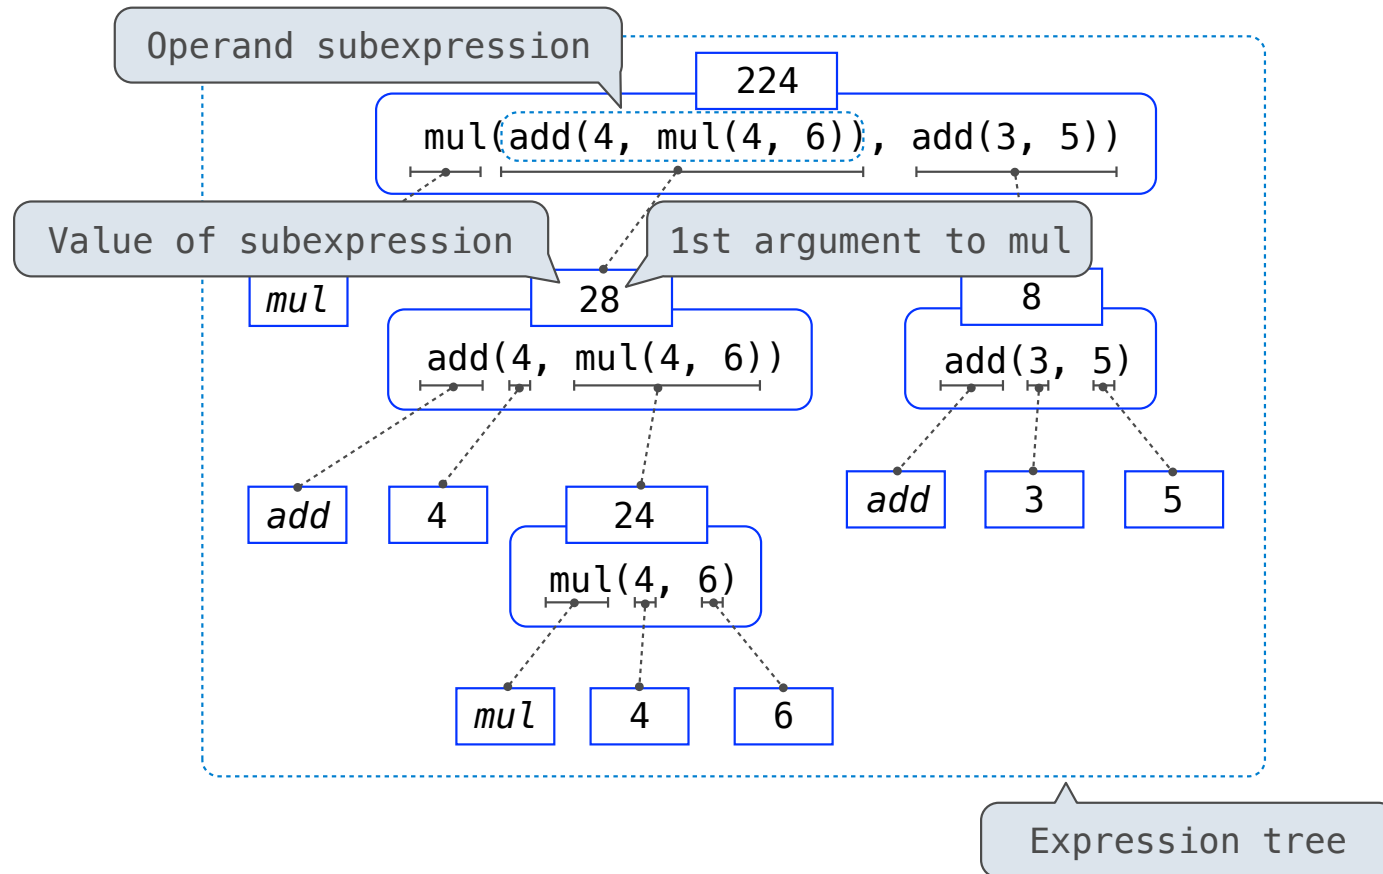 Operand subexpression
224
mul(add(4, mul(4, 6)), add(3, 5))
Value of subexpression
1st argument to mul
mul
28
8
add(4, mul(4, 6))
add(3, 5)
add
4
24
add
3
5
mul(4, 6)
mul
4
6
Expression tree